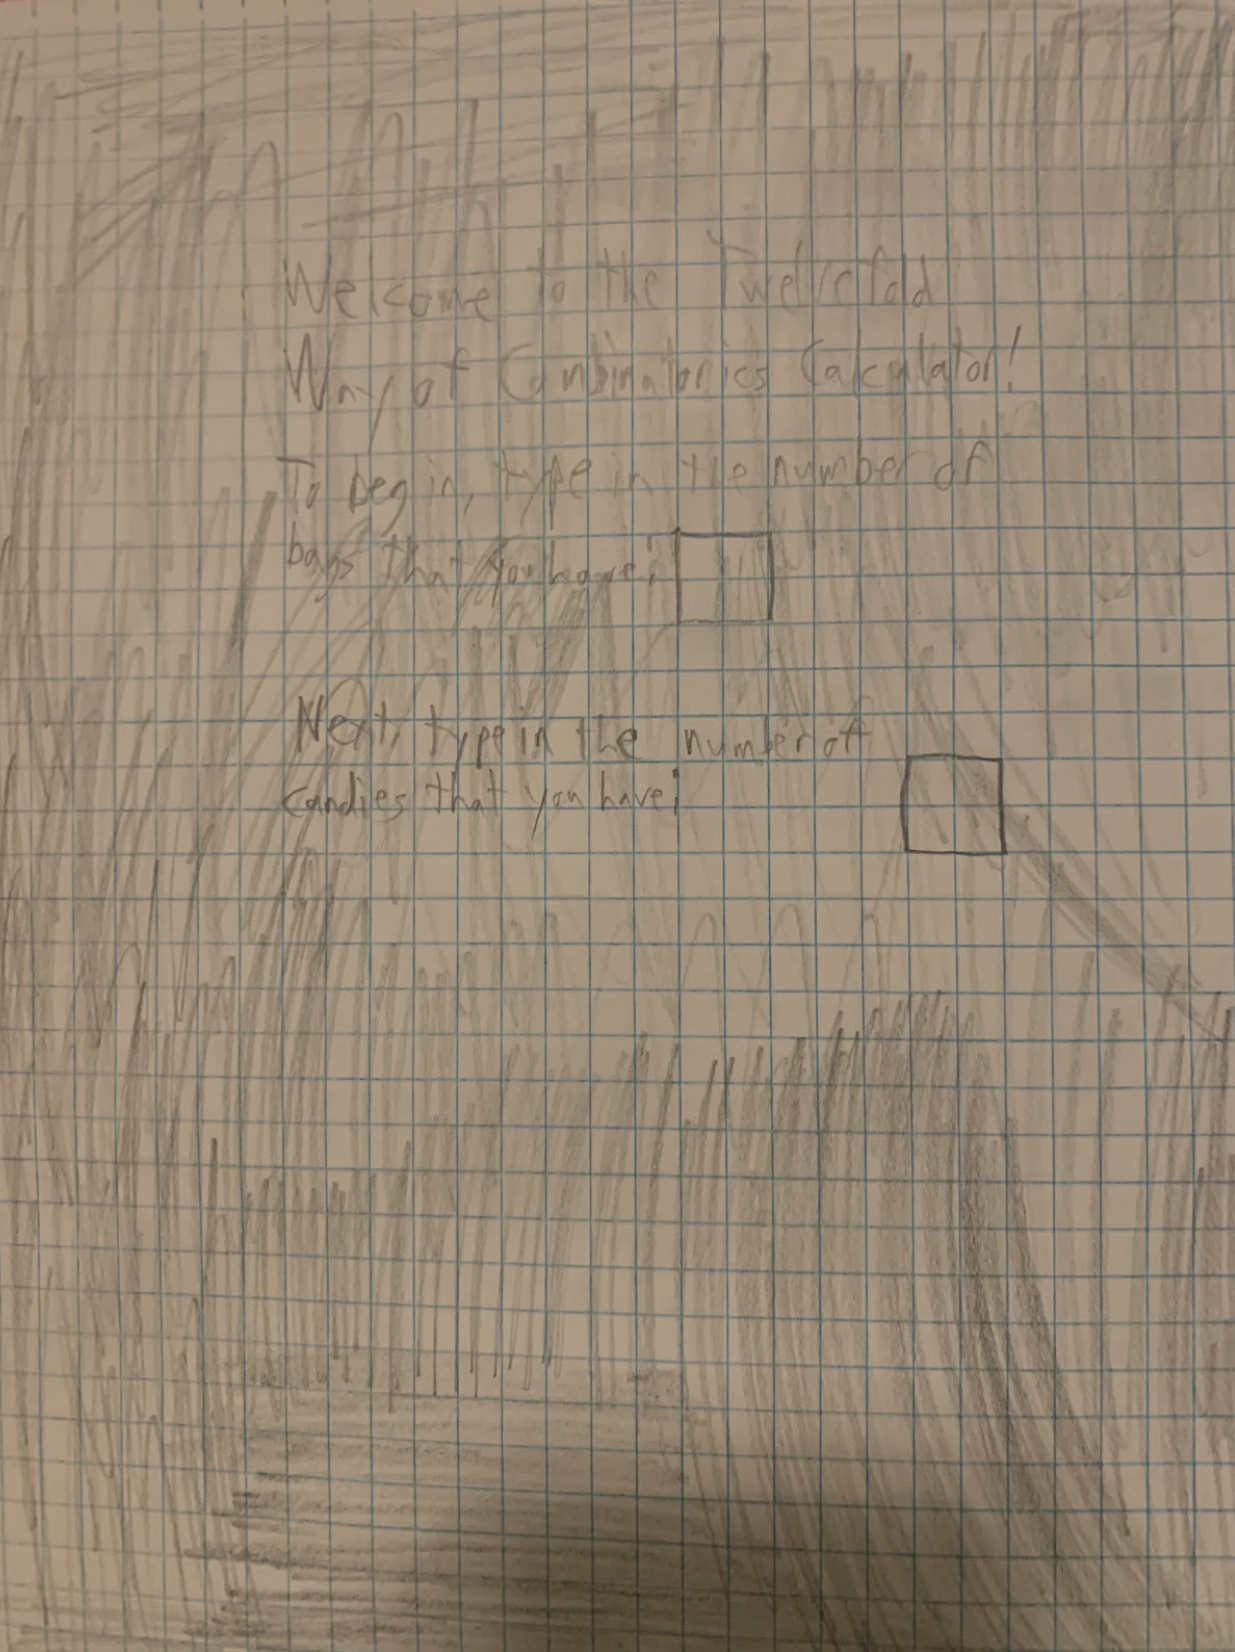 Welcome to the Twelvefold
Way of Combinatorics Calculator!
To begin, type in the number of
bags that you have:
Next, type in the number of
candies that you have: